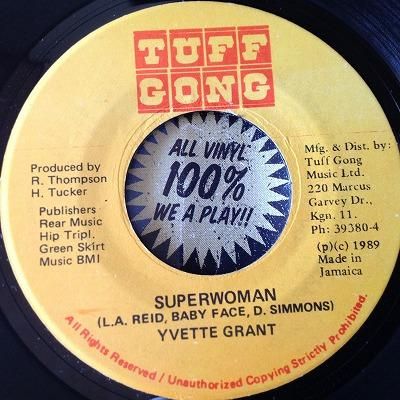 TUFF
GONG
Produced by
R. Thompson
H. Tucker
Publishers
Rear Music
Hip Tripl.
Green Skirt
Music BMI
ALL VINYL
100%
WE A PLAY!!
Mfg. & Dist. by:
Tuff Gong
Music Ltd.
220 Marcus
Garvey Dr.,
Kgn. 11.
Ph: 39380-4
(p)(c) 1989
Made in
Jamaica
SUPERWOMAN
(L.A. REID, BABY FACE, D. SIMMONS)
YVETTE GRANT
All Rights Reserved / Unauthorized Copying Strictly Prohibited.